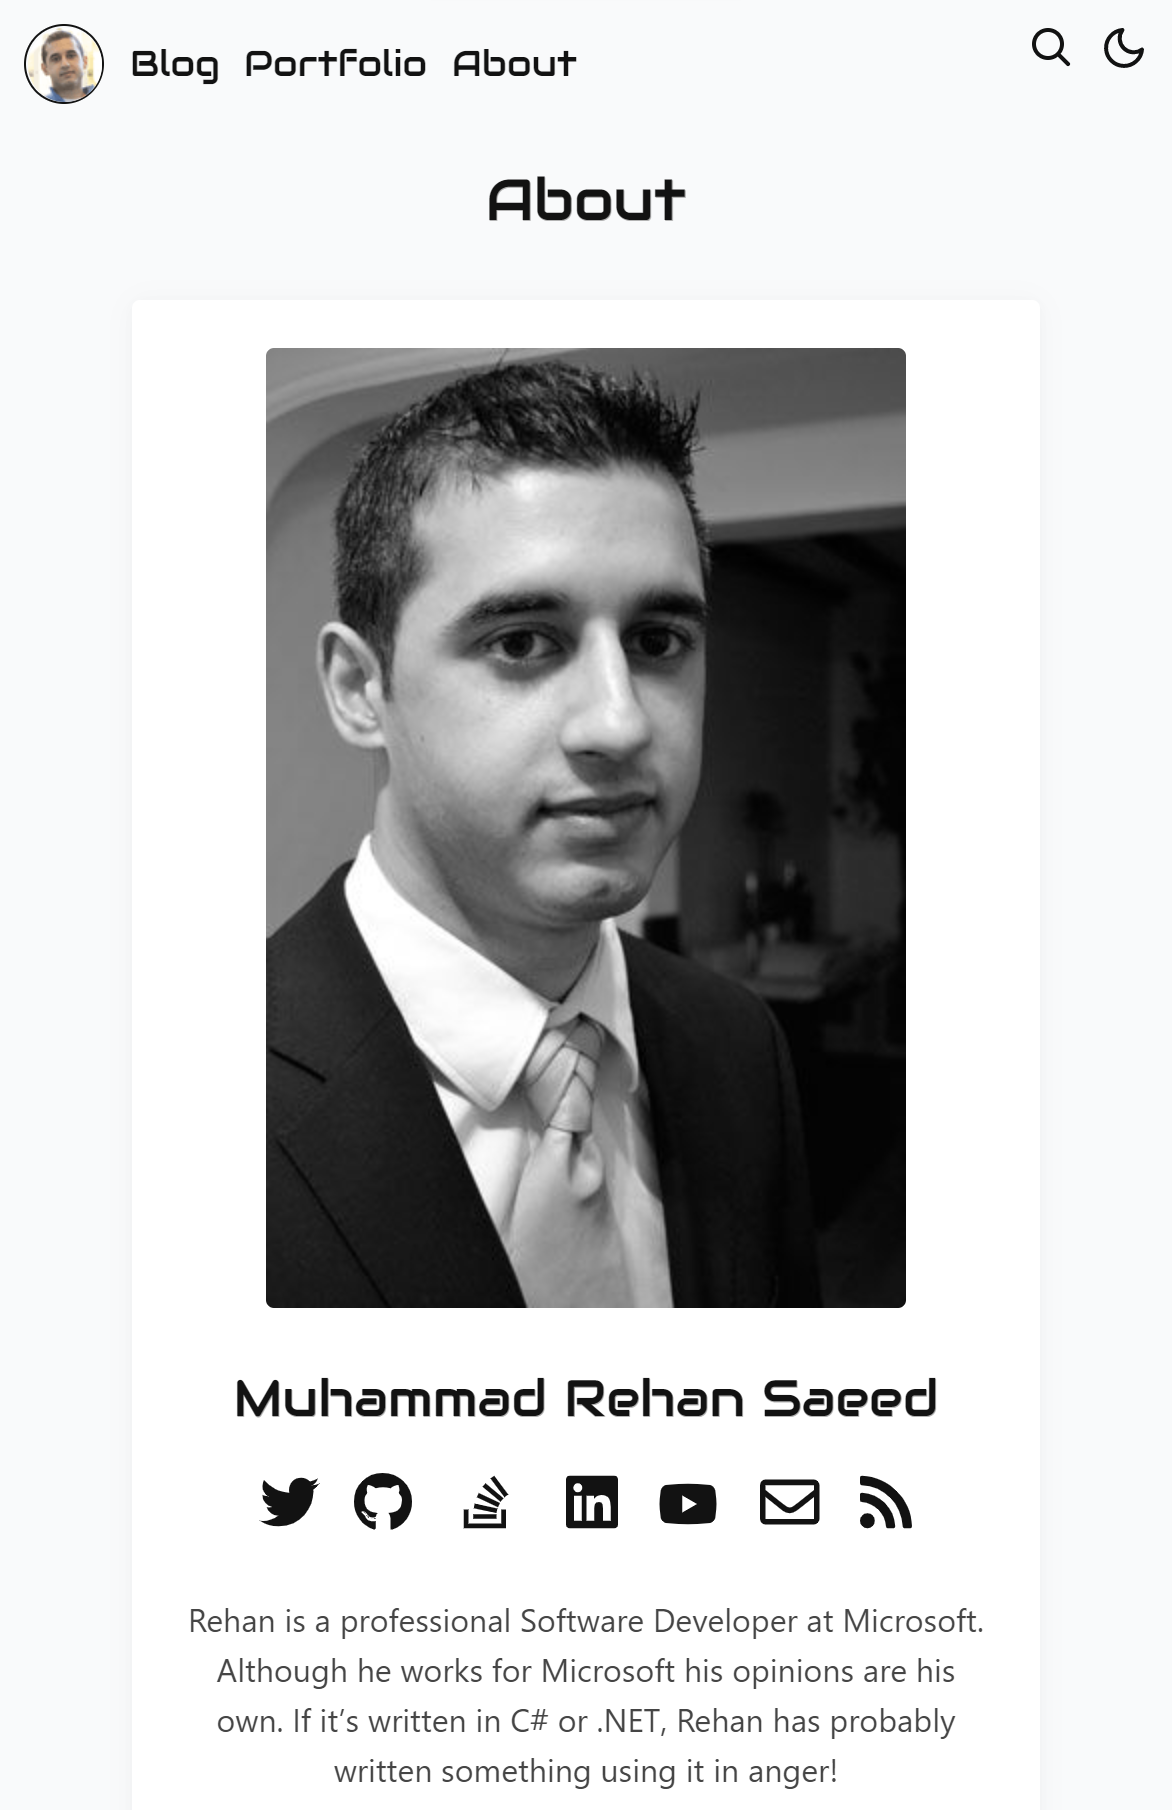 Blog Portfolio About
About
Muhammad Rehan Saeed
in
Rehan is a professional Software Developer at Microsoft.
Although he works for Microsoft his opinions are his
own. If it’s written in C# or .NET, Rehan has probably
written something using it in anger!